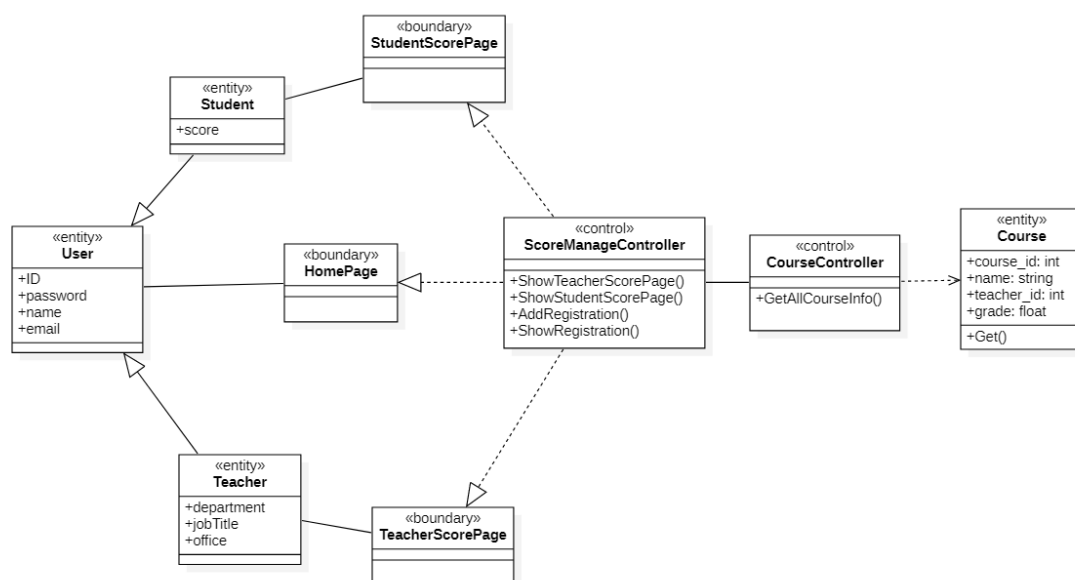 «boundary»
StudentScorePage
«entity»
Student
+score
«entity»
User
+ID
+password
+name
+email
«boundary»
HomePage
«control»
ScoreManageController
+ShowTeacherScorePage()
+ShowStudentScorePage()
+AddRegistration()
+ShowRegistration()
«control»
CourseController
+GetAllCourseInfo()
«entity»
Course
+course_id: int
+name: string
+teacher_id: int
+grade: float
+Get()
«entity»
Teacher
+department
+jobTitle
+office
«boundary»
TeacherScorePage